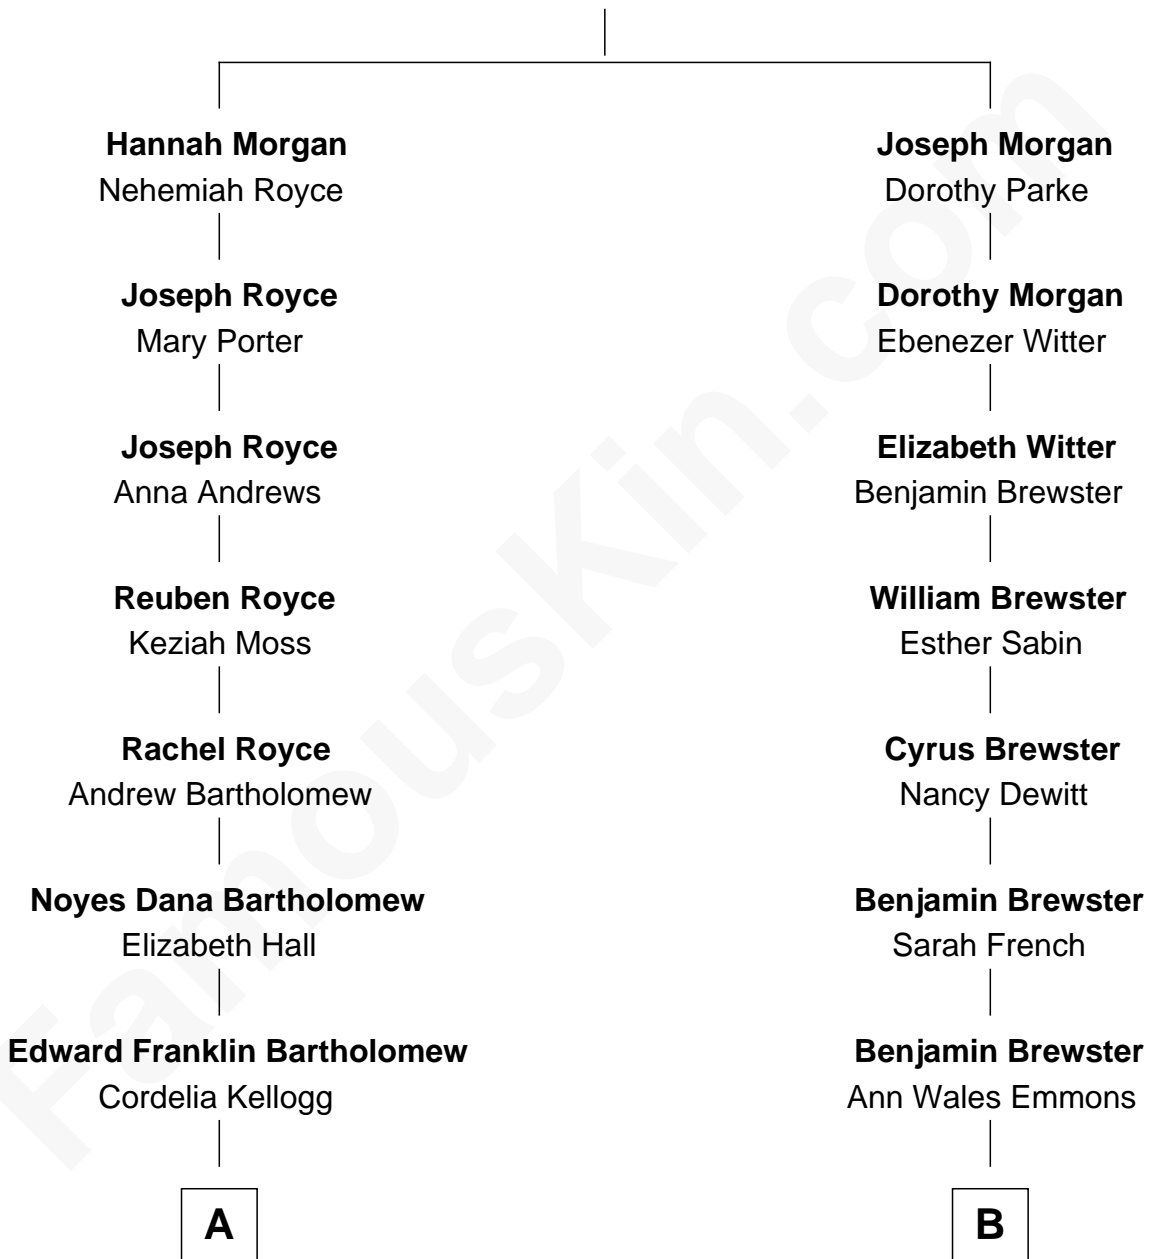 Hannah Morgan
Nehemiah Royce
Joseph Royce
Mary Porter
Joseph Royce
Anna Andrews
Reuben Royce
Keziah Moss
Rachel Royce
Andrew Bartholomew
Noyes Dana Bartholomew
Elizabeth Hall
Edward Franklin Bartholomew
Cordelia Kellogg
A
Joseph Morgan
Dorothy Parke
Dorothy Morgan
Ebenezer Witter
Elizabeth Witter
Benjamin Brewster
William Brewster
Esther Sabin
Cyrus Brewster
Nancy Dewitt
Benjamin Brewster
Sarah French
Benjamin Brewster
Ann Wales Emmons
B
FamousKin.com